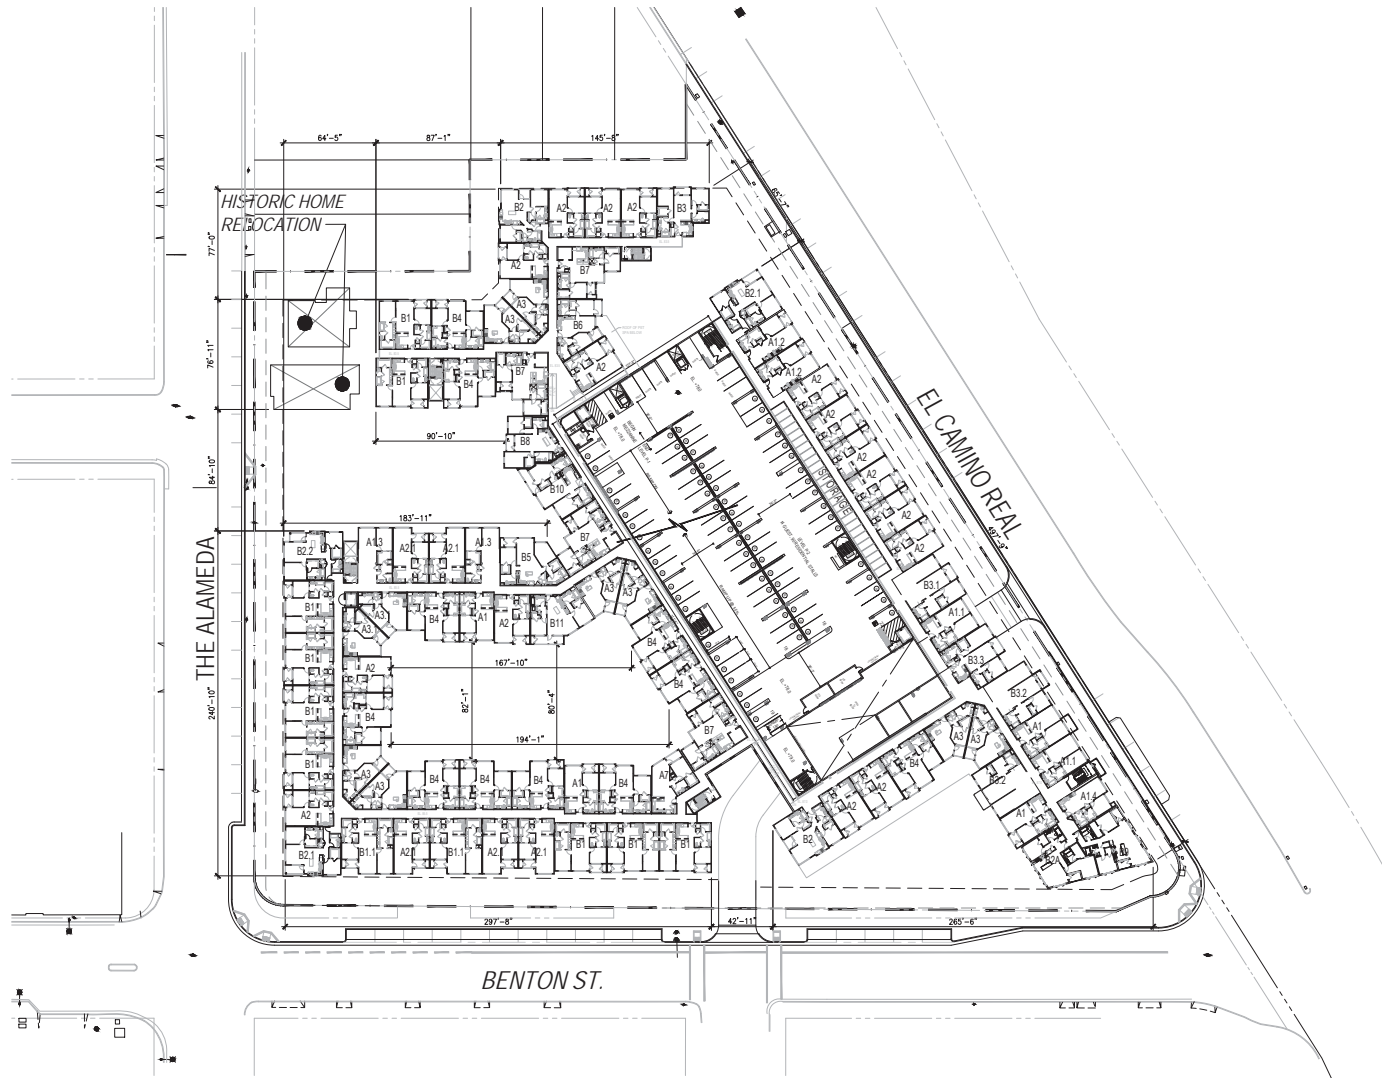 64'-5"
87'-1"
145'-8"
HISTORIC HOME
RELOCATION
77'-0"
65'-7"
B2
A2
A2
A2
B3
A2
B7
B2.1
A3
A3
B1
B4
B6
A1.2
76'-11"
A2
A1.2
B1
B4
B7
A2
EL CAMINO REAL
90'-10"
B8
A2
84'-10"
B10
A2
STORAGE
A2
183'-11"
A2
497'-9"
THE ALAMEDA
B2.2
A1.3
A2.1
A2.1
A1.3
B5
B7
A2
B1
A3
A3
B4
A1
A2
B11
A3
A3
B3.1
A1.1
B1
A2
167'-10"
B4
B3.3
B1
B4
82'-1"
80'-4"
B4
B3.2
240'-10"
194'-1"
B7
A3
A3
A1
B1
A3
A3
B4
B4
B4
A1
B4
A7
B4
A1.1
A2
A2
B3.2
A1.4
A2
B2
A1
B2.1
B1.1
A2.1
B1.1
A2.1
A2.1
B1
B1
B1
297'-8"
42'-11"
265'-6"
BENTON ST.